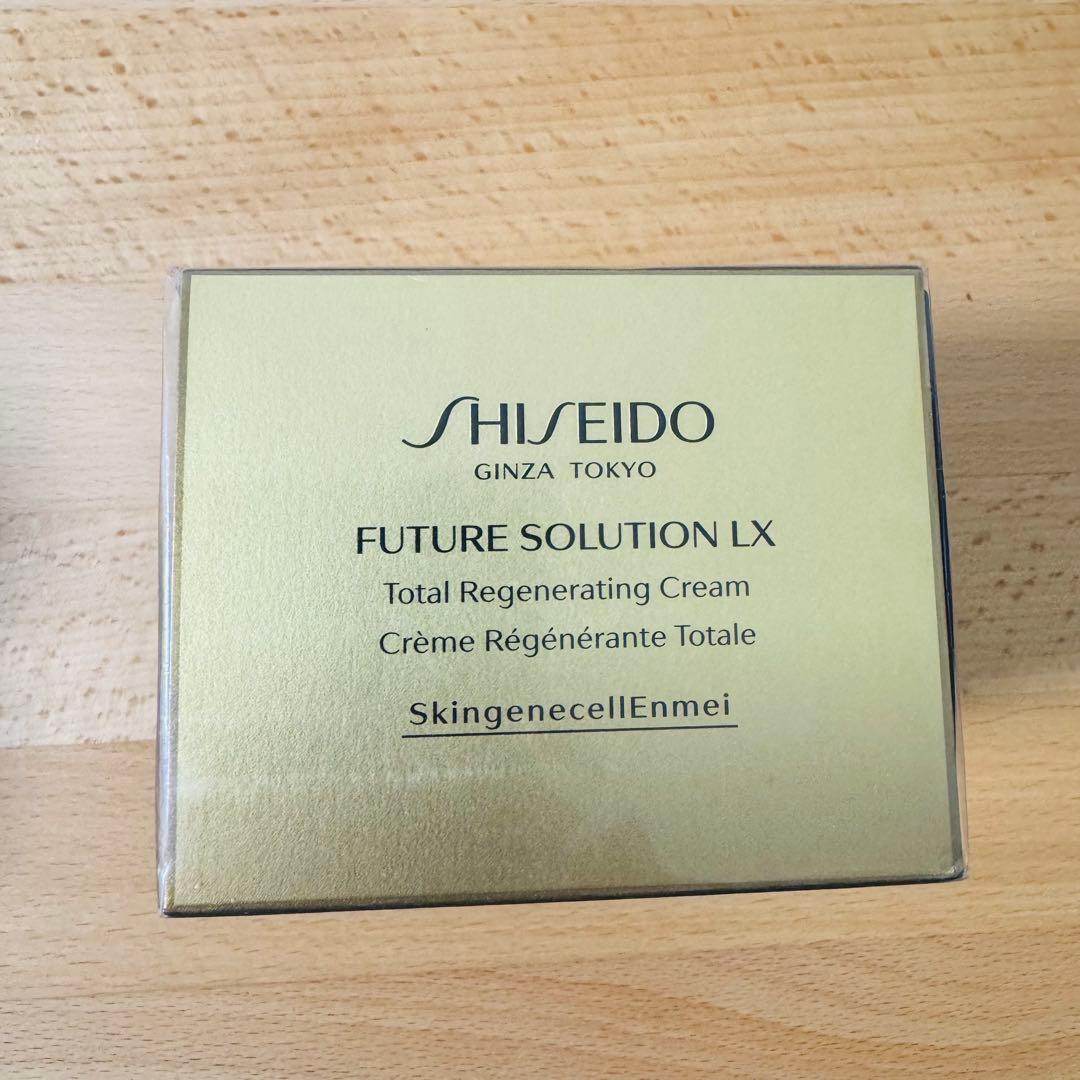 SHISEIDO
GINZA TOKYO
FUTURE SOLUTION LX
Total Regenerating Cream
Crème Régénérante Totale
SkingenecellEnmei